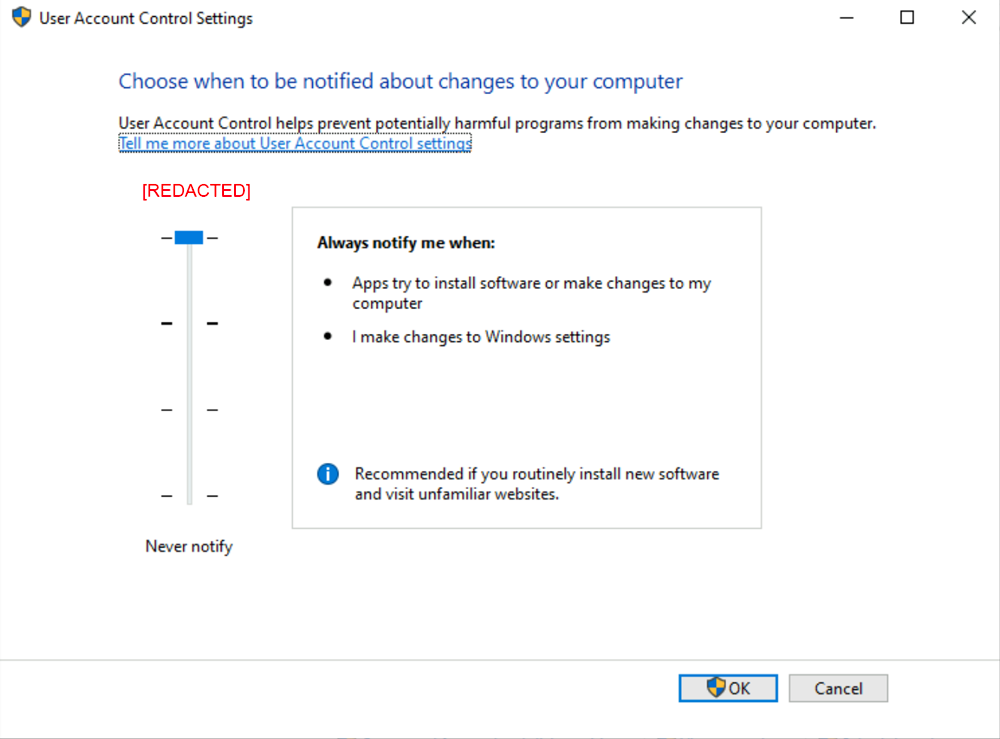 User Account Control Settings
Choose when to be notified about changes to your computer
User Account Control helps prevent potentially harmful programs from making changes to your computer.
Tell me more about User Account Control settings
[REDACTED]
Always notify me when:
Apps try to install software or make changes to my
computer
I make changes to Windows settings
Recommended if you routinely install new software
and visit unfamiliar websites.
Never notify
OK
Cancel